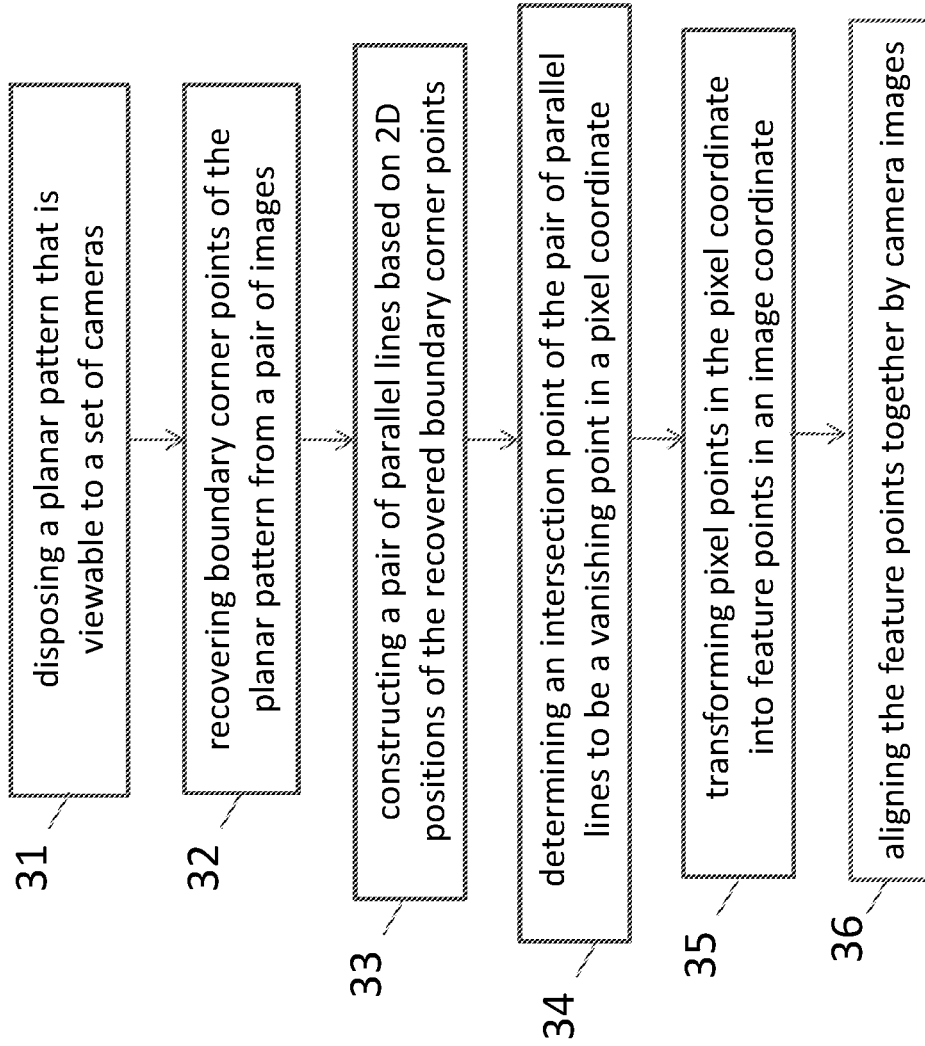 31
disposing a planar pattern that is
viewable to a set of cameras
32
recovering boundary corner points of the
planar pattern from a pair of images
33
constructing a pair of parallel lines based on 2D
positions of the recovered boundary corner points
34
determining an intersection point of the pair of parallel
lines to be a vanishing point in a pixel coordinate
35
transforming pixel points in the pixel coordinate
into feature points in an image coordinate
36
aligning the feature points together by camera images